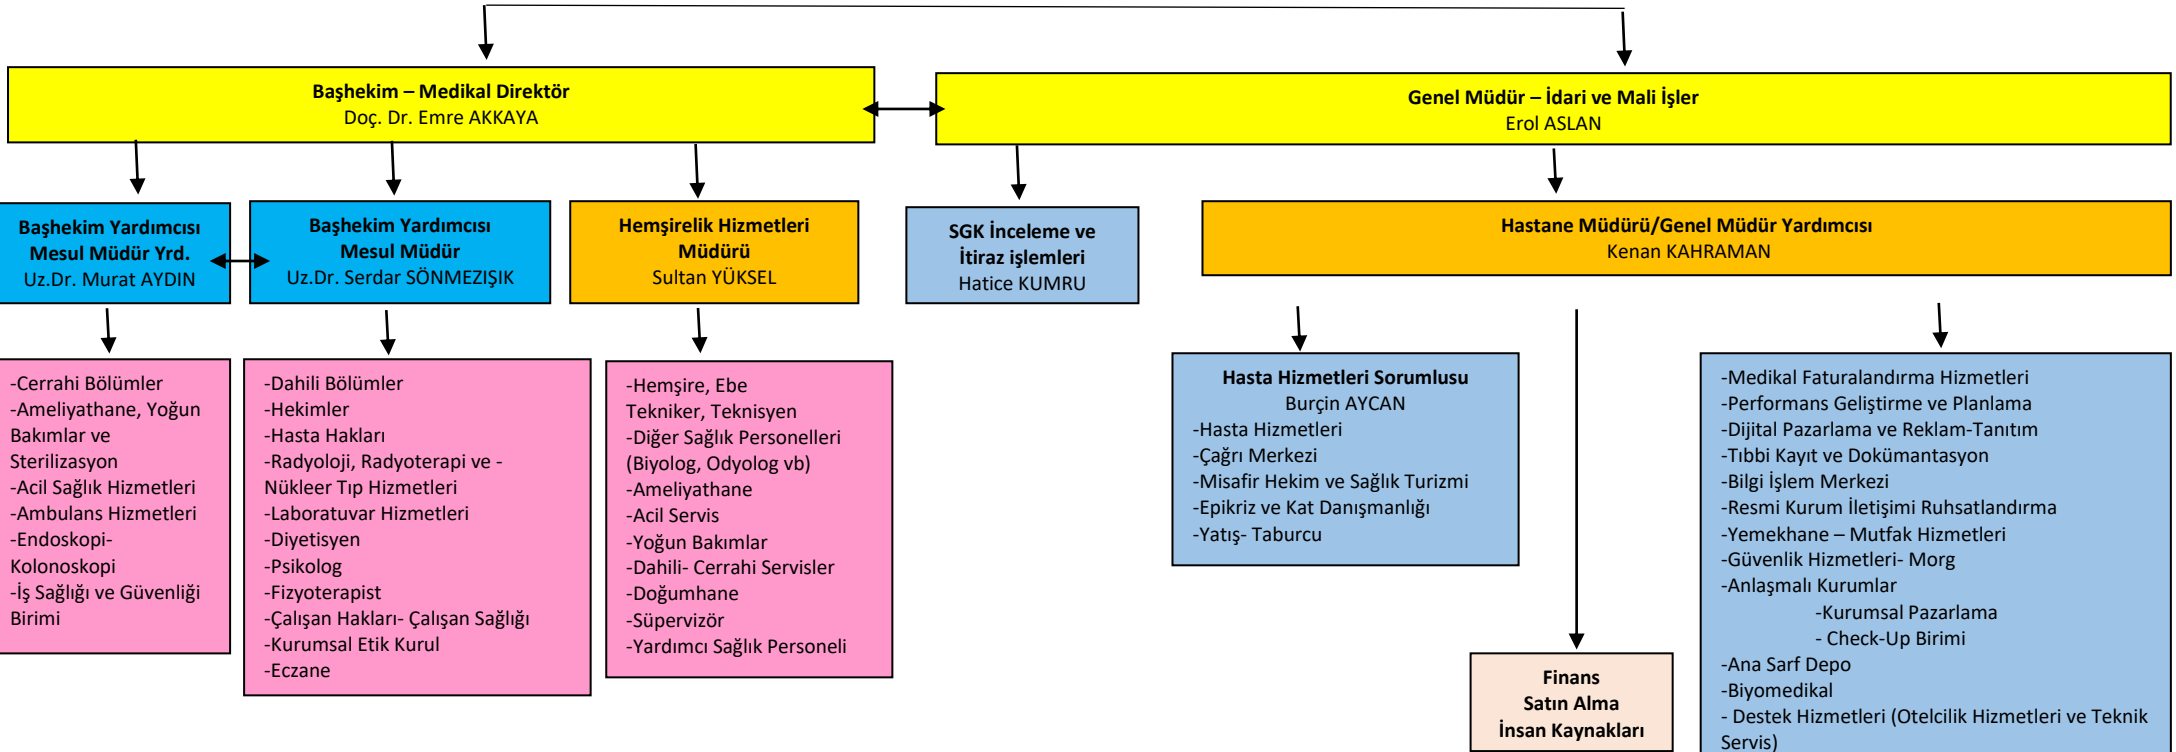 Başhekim – Medikal Direktör
Doç. Dr. Emre AKKAYA
Genel Müdür – İdari ve Mali İşler
Erol ASLAN
Başhekim Yardımcısı
Mesul Müdür Yrd.
Uz.Dr. Murat AYDIN
Başhekim Yardımcısı
Mesul Müdür
Uz.Dr. Serdar SÖNMEZIŞIK
Hemşirelik Hizmetleri
Müdürü
Sultan YÜKSEL
SGK İnceleme ve
İtiraz işlemleri
Hatice KUMRU
Hastane Müdürü/Genel Müdür Yardımcısı
Kenan KAHRAMAN
-Cerrahi Bölümler
-Ameliyathane, Yoğun
Bakımlar ve
Sterilizasyon
-Acil Sağlık Hizmetleri
-Ambulans Hizmetleri
-Endoskopi-
Kolonoskopi
-İş Sağlığı ve Güvenliği
Birimi
-Dahili Bölümler
-Hekimler
-Hasta Hakları
-Radyoloji, Radyoterapi ve -
Nükleer Tıp Hizmetleri
-Laboratuvar Hizmetleri
-Diyetisyen
-Psikolog
-Fizyoterapist
-Çalışan Hakları- Çalışan Sağlığı
-Kurumsal Etik Kurul
-Eczane
-Hemşire, Ebe
Tekniker, Teknisyen
-Diğer Sağlık Personelleri
(Biyolog, Odyolog vb)
-Ameliyathane
-Acil Servis
-Yoğun Bakımlar
-Dahili- Cerrahi Servisler
-Doğumhane
-Süpervizör
-Yardımcı Sağlık Personeli
Hasta Hizmetleri Sorumlusu
Burçin AYCAN
-Hasta Hizmetleri
-Çağrı Merkezi
-Misafir Hekim ve Sağlık Turizmi
-Epikriz ve Kat Danışmanlığı
-Yatış- Taburcu
Finans
Satın Alma
İnsan Kaynakları
-Medikal Faturalandırma Hizmetleri
-Performans Geliştirme ve Planlama
-Dijital Pazarlama ve Reklam-Tanıtım
-Tıbbi Kayıt ve Dokümantasyon
-Bilgi İşlem Merkezi
-Resmi Kurum İletişimi Ruhsatlandırma
-Yemekhane – Mutfak Hizmetleri
-Güvenlik Hizmetleri- Morg
-Anlaşmalı Kurumlar
-Kurumsal Pazarlama
- Check-Up Birimi
-Ana Sarf Depo
-Biyomedikal
- Destek Hizmetleri (Otelcilik Hizmetleri ve Teknik
Servis)